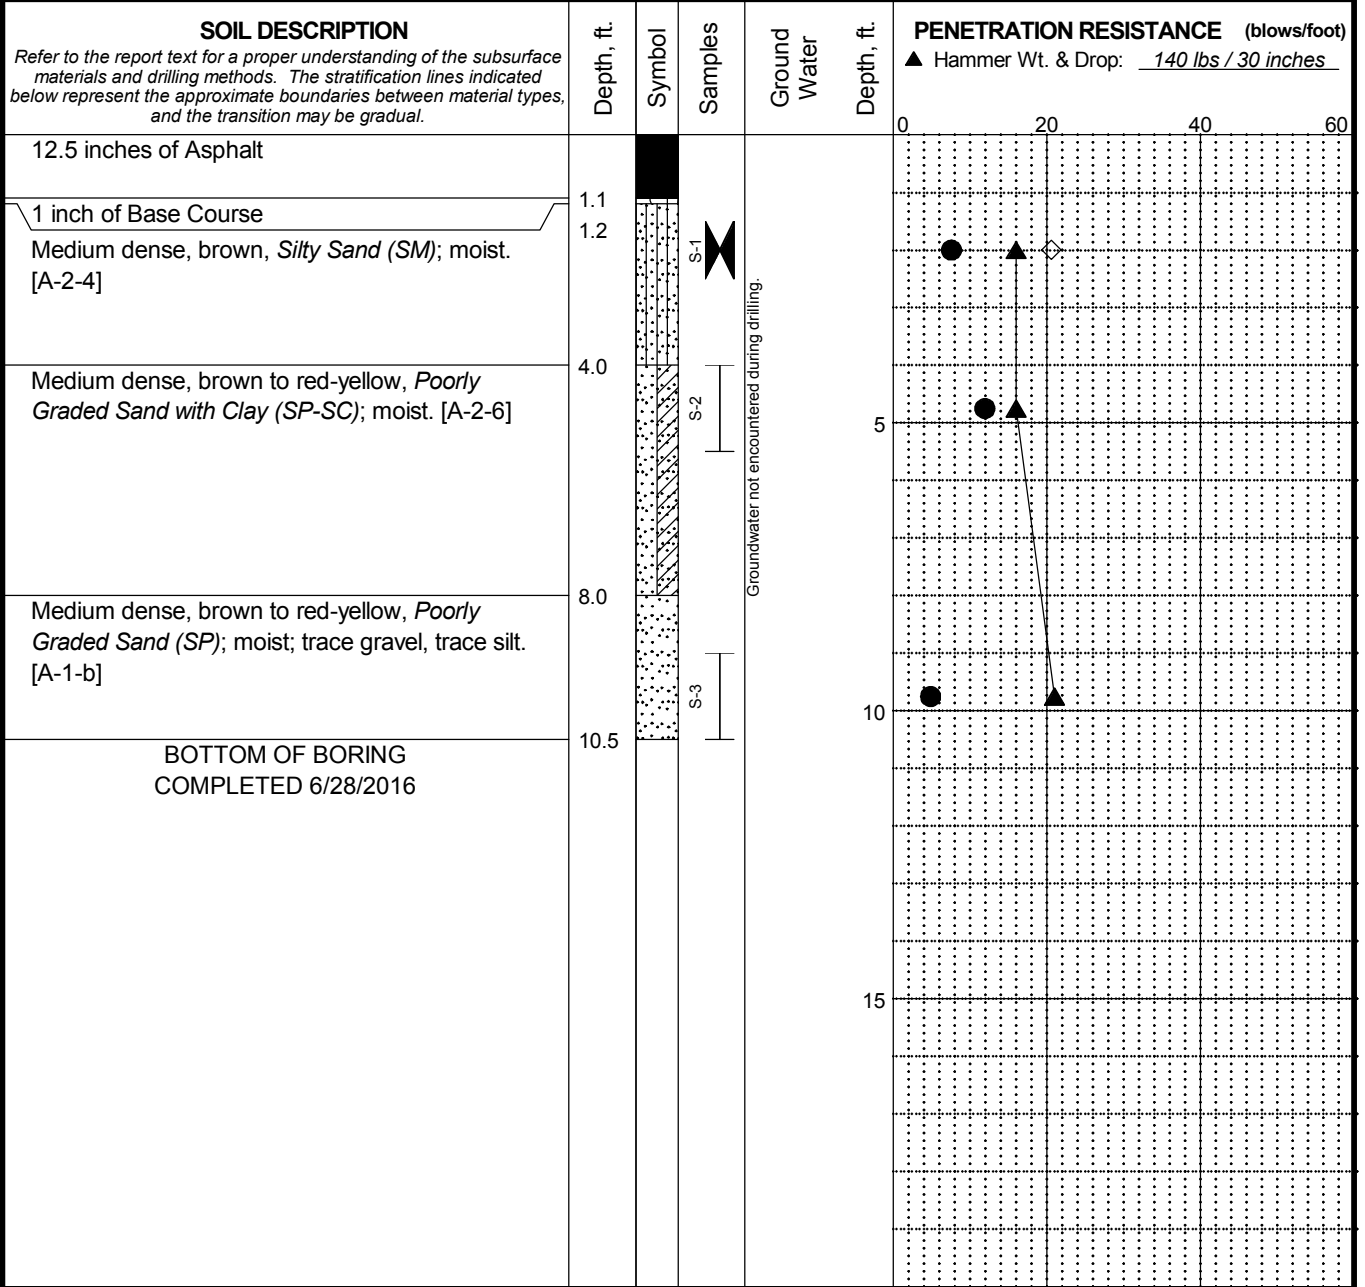 SOIL DESCRIPTION
Refer to the report text for a proper understanding of the subsurface
materials and drilling methods. The stratification lines indicated
below represent the approximate boundaries between material types,
and the transition may be gradual.
Depth, ft.
Symbol
Samples
Ground
Water
Depth, ft.
PENETRATION RESISTANCE (blows/foot)
▲ Hammer Wt. & Drop: 140 lbs / 30 inches
0 20 40 60
12.5 inches of Asphalt
1.1
1 inch of Base Course
1.2
Medium dense, brown, Silty Sand (SM); moist.
[A-2-4]
S-1
4.0
Medium dense, brown to red-yellow, Poorly
Graded Sand with Clay (SP-SC); moist. [A-2-6]
S-2
Groundwater not encountered during drilling.
5
8.0
Medium dense, brown to red-yellow, Poorly
Graded Sand (SP); moist; trace gravel, trace silt.
[A-1-b]
S-3
10
10.5
BOTTOM OF BORING
COMPLETED 6/28/2016
15